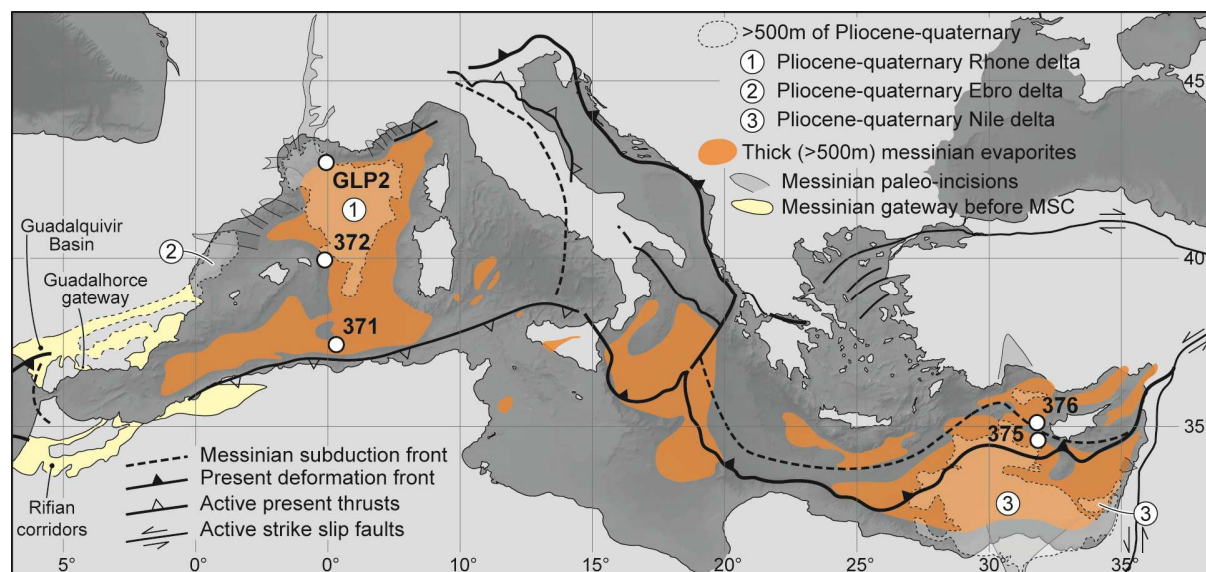 >500m of Pliocene-quaternary
1 Pliocene-quaternary Rhone delta
2 Pliocene-quaternary Ebro delta
3 Pliocene-quaternary Nile delta
Thick (>500m) messinian evaporites
Messinian paleo-incisions
Messinian gateway before MSC
45
GLP2
1
Guadalquivir
Basin
2
372
40
Guadalhorce
gateway
371
376
35°
375
Messinian subduction front
Present deformation front
Active present thrusts
Active strike slip faults
Rifian
corridors
3
3
5°
0°
5°
10°
15°
20°
25°
30°
35°